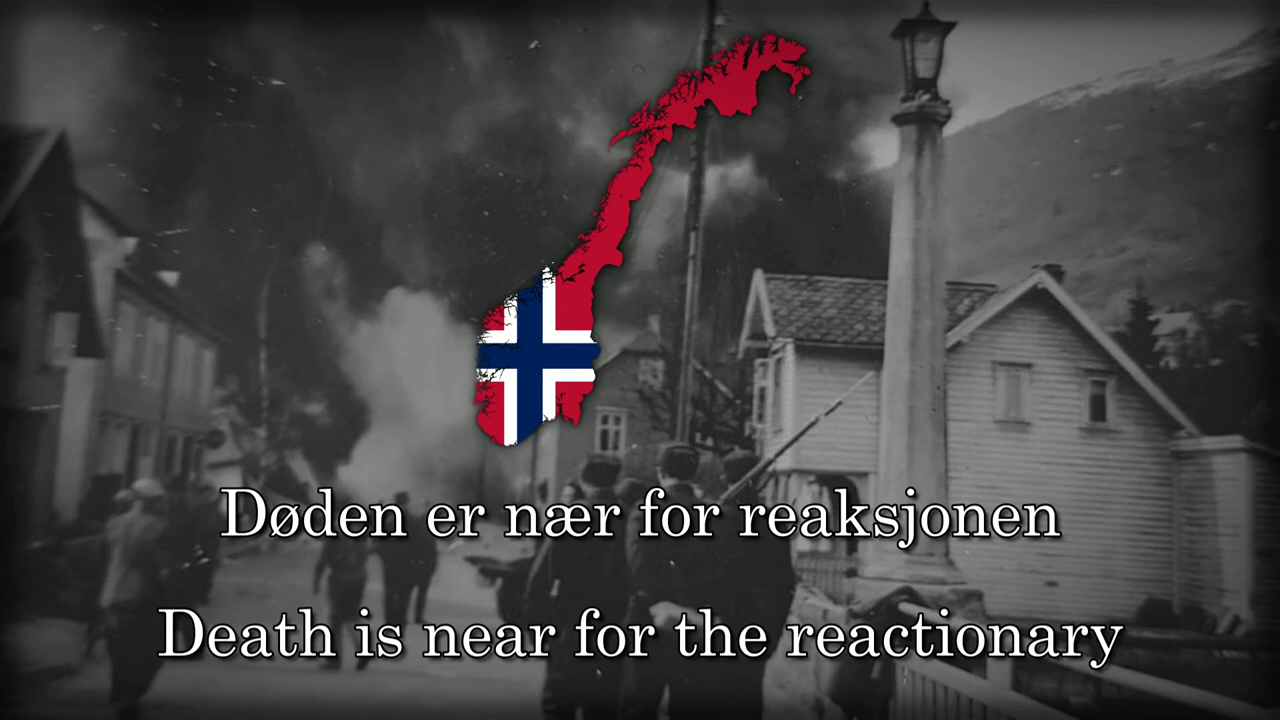 Døden er nær for reaksjonen
Death is near for the reactionary